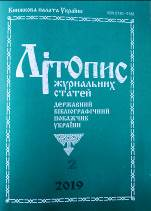 Книжкова палата України
Літопис
журнальних
статей
державний
бібліографічний
покажчик
України
2
2019